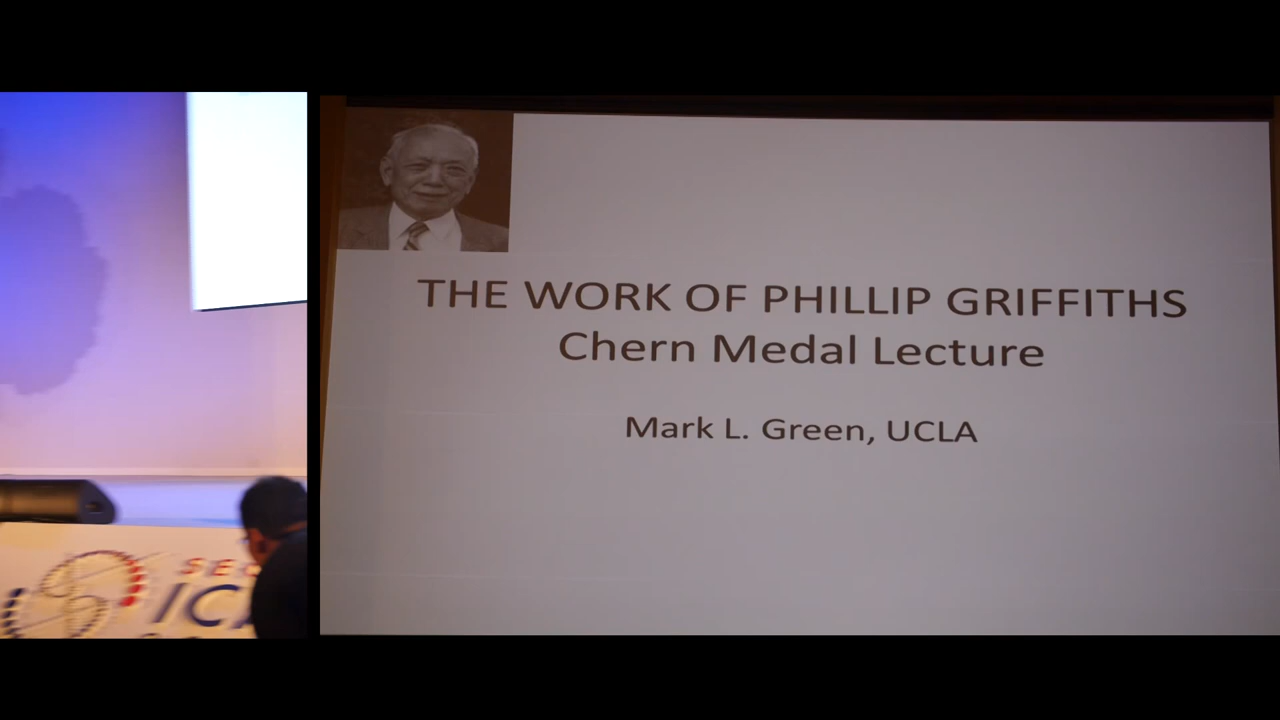 THE WORK OF PHILLIP GRIFFITHS
Chern Medal Lecture
Mark L. Green, UCLA